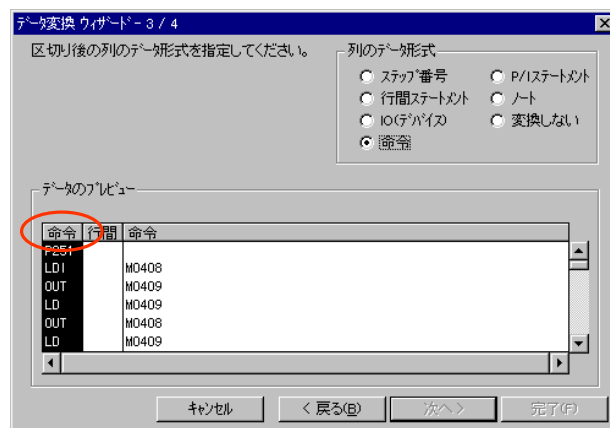 データ変換 ウィザード - 3 / 4
区切り後の列のデータ形式を指定してください。
列のデータ形式
ステップ番号 P/Iステートメント
行間ステートメント ノート
IO(デバイス) 変換しない
命令
データのプレビュー
命令 行間 命令
P251
LDI M0408
OUT M0409
LD M0409
OUT M0408
LD M0409
キャンセル < 戻る(B) 次へ > 完了(F)